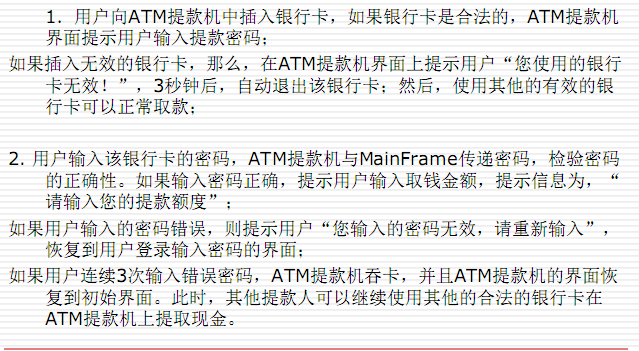 1. 用户向ATM提款机中插入银行卡，如果银行卡是合法的，ATM提款机
界面提示用户输入提款密码；
如果插入无效的银行卡，那么，在ATM提款机界面上提示用户“您使用的银行
卡无效！”，3秒钟后，自动退出该银行卡；然后，使用其他的有效的银
行卡可以正常取款；
2. 用户输入该银行卡的密码，ATM提款机与MainFrame传递密码，检验密码
的正确性。如果输入密码正确，提示用户输入取钱金额，提示信息为，“
请输入您的提款额度”；
如果用户输入的密码错误，则提示用户“您输入的密码无效，请重新输入”，
恢复到用户登录输入密码的界面；
如果用户连续3次输入错误密码，ATM提款机吞卡，并且ATM提款机的界面恢
复到初始界面。此时，其他提款人可以继续使用其他的合法的银行卡在
ATM提款机上提取现金。